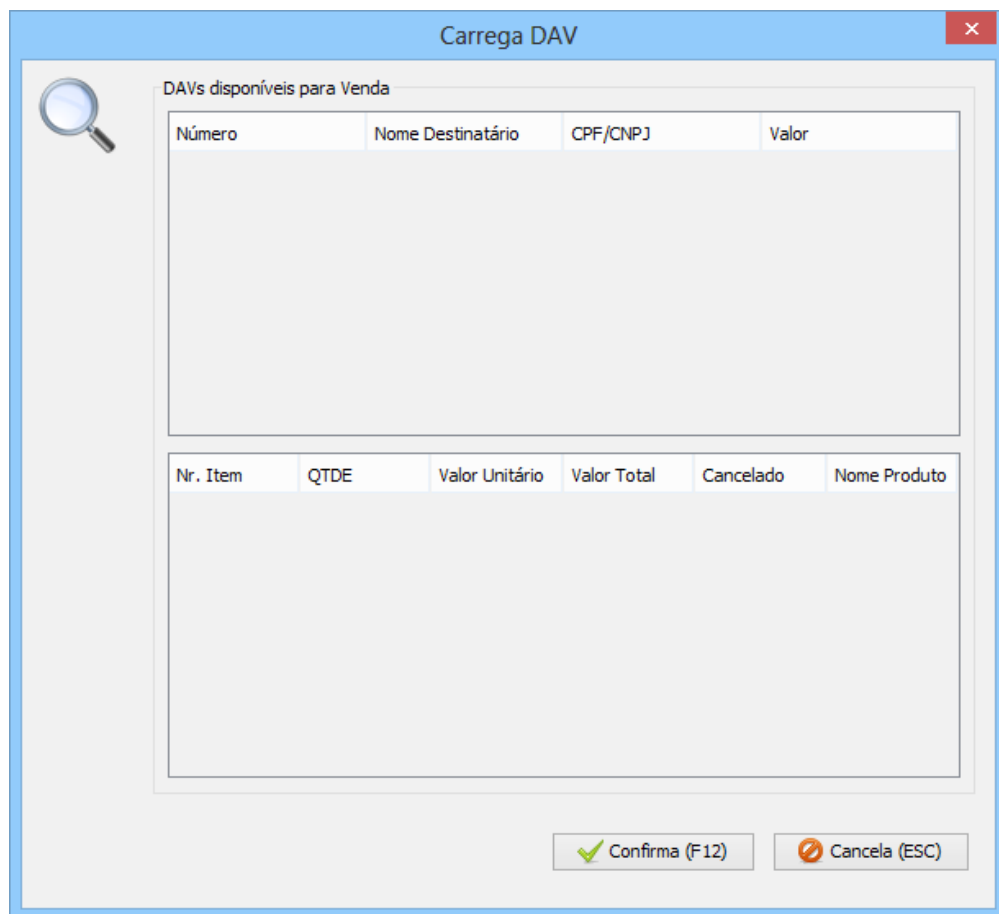 Carrega DAV
DAVs disponíveis para Venda
Número Nome Destinatário CPF/CNPJ Valor
Nr. Item QTDE Valor Unitário Valor Total Cancelado Nome Produto
Confirma (F12) Cancela (ESC)